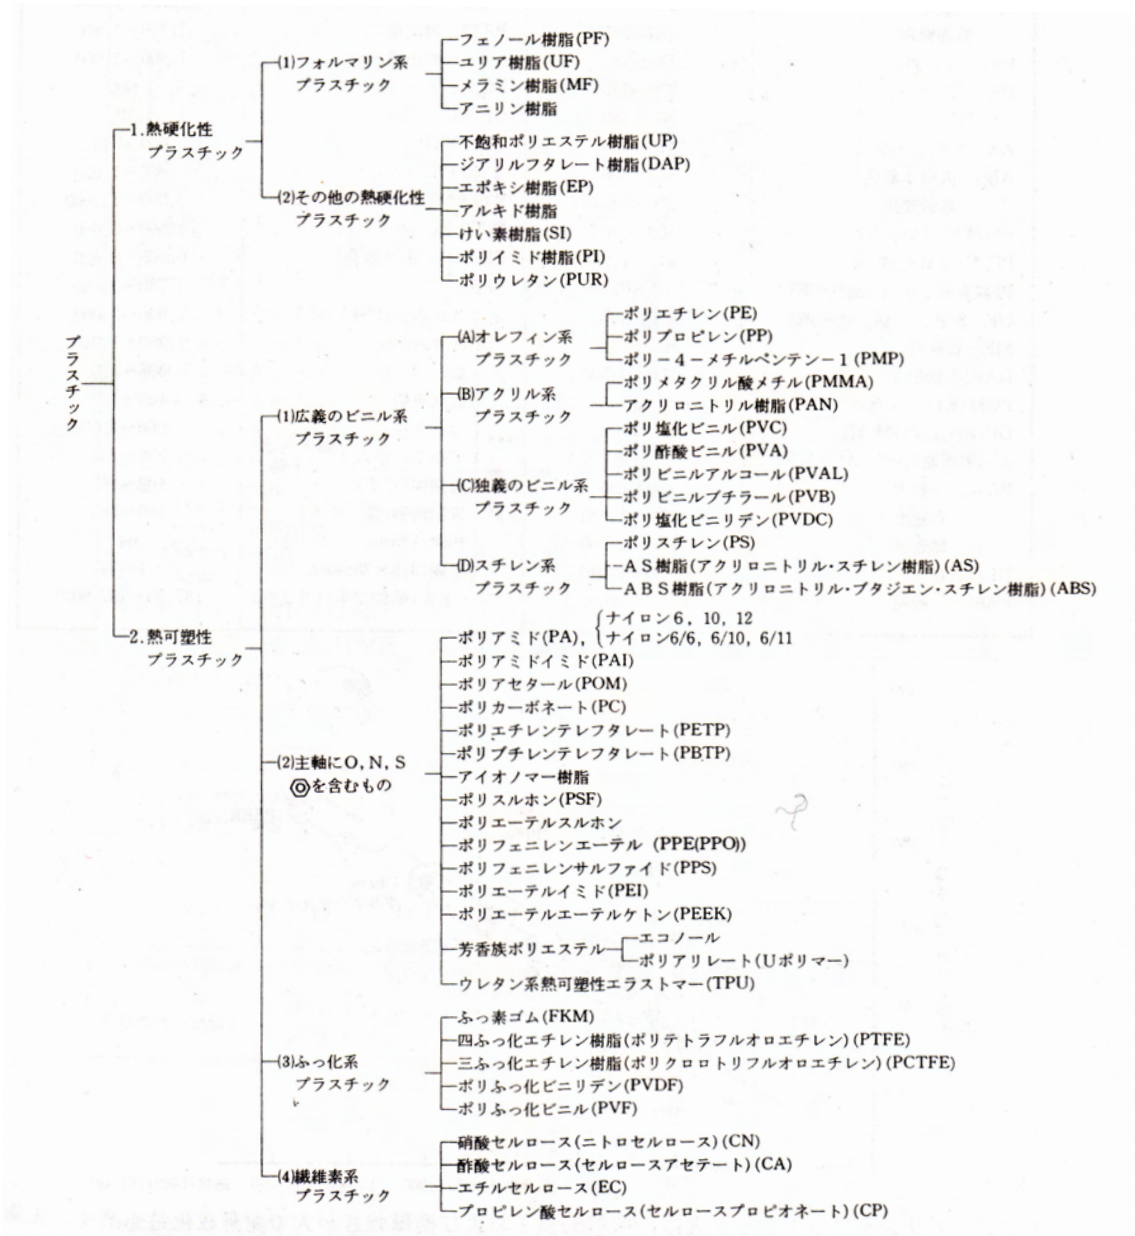 プラスチック
1.熱硬化性
プラスチック
(1)フォルマリン系
プラスチック
フェノール樹脂(PF)
ユリア樹脂(UF)
メラミン樹脂(MF)
アニリン樹脂
(2)その他の熱硬化性
プラスチック
不飽和ポリエステル樹脂(UP)
ジアリルフタレート樹脂(DAP)
エポキシ樹脂(EP)
アルキド樹脂
けい素樹脂(SI)
ポリイミド樹脂(PI)
ポリウレタン(PUR)
2.熱可塑性
プラスチック
(1)広義のビニル系
プラスチック
(A)オレフィン系
プラスチック
ポリエチレン(PE)
ポリプロピレン(PP)
ポリ−4−メチルペンテン−1(PMP)
(B)アクリル系
プラスチック
ポリメタクリル酸メチル(PMMA)
アクリロニトリル樹脂(PAN)
(C)独義のビニル系
プラスチック
ポリ塩化ビニル(PVC)
ポリ酢酸ビニル(PVA)
ポリビニルアルコール(PVAL)
ポリビニルブチラール(PVB)
ポリ塩化ビニリデン(PVDC)
(D)スチレン系
プラスチック
ポリスチレン(PS)
AS樹脂(アクリロニトリル・スチレン樹脂)(AS)
ABS樹脂(アクリロニトリル・ブタジエン・スチレン樹脂)(ABS)
(2)主軸にO, N, S
を含むもの
ポリアミド(PA),
ナイロン6, 10, 12
ナイロン6/6, 6/10, 6/11
ポリアミドイミド(PAI)
ポリアセタール(POM)
ポリカーボネート(PC)
ポリエチレンテレフタレート(PETP)
ポリブチレンテレフタレート(PBTP)
アイオノマー樹脂
ポリスルホン(PSF)
ポリエーテルスルホン
ポリフェニレンエーテル (PPE(PPO))
ポリフェニレンサルファイド(PPS)
ポリエーテルイミド(PEI)
ポリエーテルエーテルケトン(PEEK)
芳香族ポリエステル
エコノール
ポリアリレート(Uポリマー)
ウレタン系熱可塑性エラストマー(TPU)
(3)ふっ化系
プラスチック
ふっ素ゴム(FKM)
四ふっ化エチレン樹脂(ポリテトラフルオロエチレン)(PTFE)
三ふっ化エチレン樹脂(ポリクロロトリフルオロエチレン)(PCTFE)
ポリふっ化ビニリデン(PVDF)
ポリふっ化ビニル(PVF)
(4)繊維素系
プラスチック
硝酸セルロース(ニトロセルロース)(CN)
酢酸セルロース(セルロースアセテート)(CA)
エチルセルロース(EC)
プロピレン酸セルロース(セルロースプロピオネート)(CP)